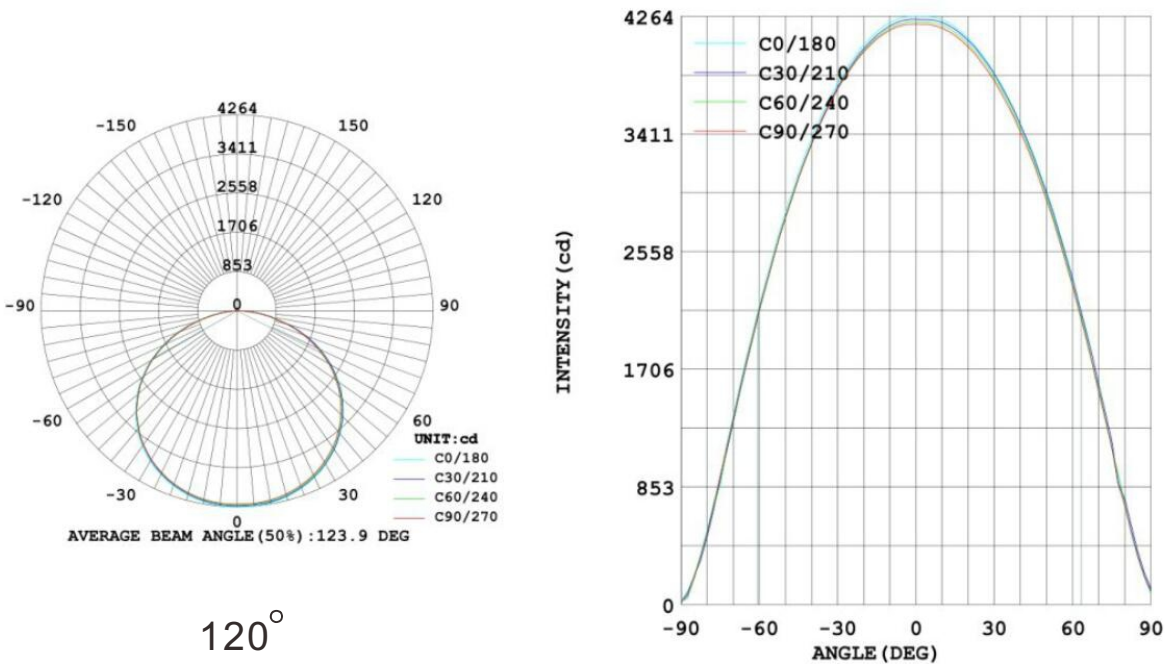 4264
-150 150
3411
2558
-120 120
1706
853
-90 0 90
-60 60
UNIT:cd
C0/180
C30/210
-30 30
C60/240
0
C90/270
AVERAGE BEAM ANGLE(50%):123.9 DEG
120°
4264
C0/180
C30/210
C60/240
C90/270
3411
2558
INTENSITY(cd)
1706
853
0
-90 -60 -30 0 30 60 90
ANGLE(DEG)